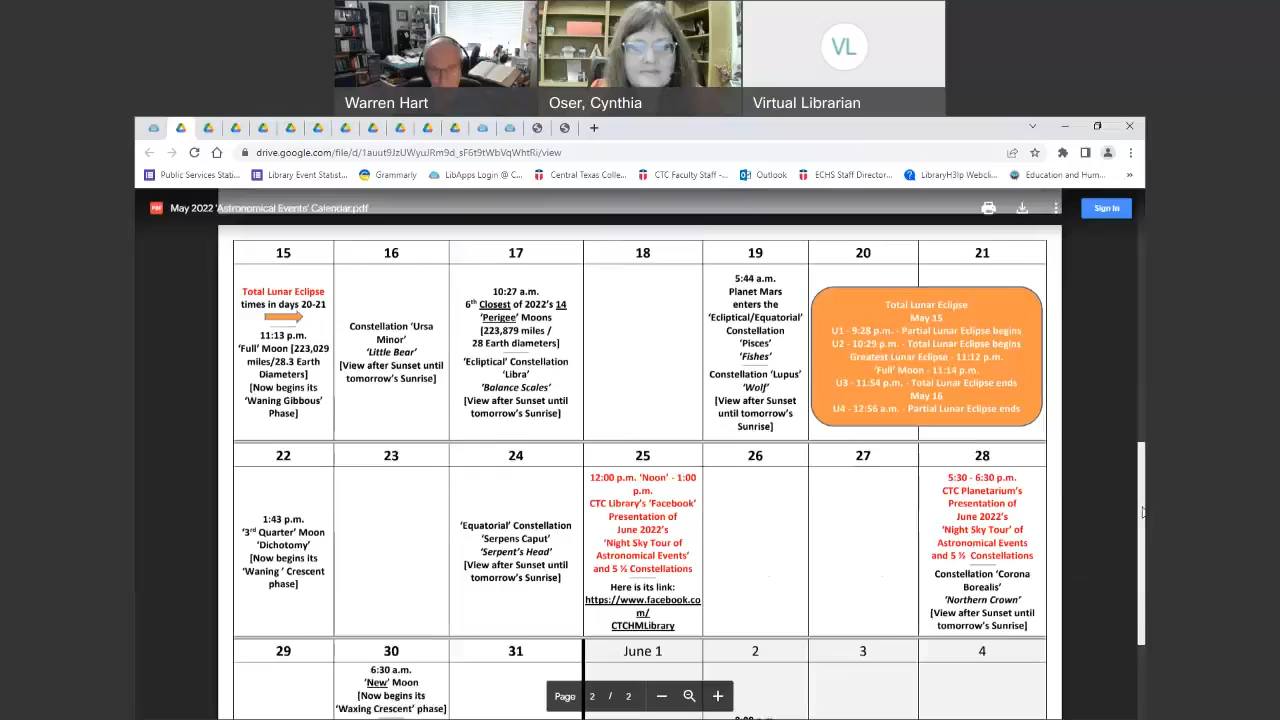 VL
Warren Hart
Oser, Cynthia
Virtual Librarian
drive.google.com/file/d/1auut9JzUWyuJRm9d_sF6t9tWbVqWhtRi/view
Public Services Stati...
Library Event Statist...
Grammarly
LibApps Login @ C...
Central Texas Colle...
CTC Faculty Staff -...
Outlook
ECHS Staff Director...
LibraryH3lp Webcli...
Education and Hum...
»
PDF
May 2022 'Astronomical Events' Calendar.pdf
Sign In
15
16
17
18
19
20
21
Total Lunar Eclipse
times in days 20-21
11:13 p.m.
'Full' Moon [223,029
miles/28.3 Earth
Diameters]
[Now begins its
'Waning Gibbous'
Phase]
Constellation 'Ursa
Minor'
'Little Bear'
[View after Sunset until
tomorrow's Sunrise]
10:27 a.m.
6th Closest of 2022's 14
'Perigee' Moons
[223,879 miles /
28 Earth diameters]
'Ecliptical' Constellation
'Libra'
'Balance Scales'
[View after Sunset until
tomorrow's Sunrise]
5:44 a.m.
Planet Mars
enters the
'Ecliptical/Equatorial'
Constellation
'Pisces'
'Fishes'
Constellation 'Lupus'
'Wolf'
[View after Sunset
until tomorrow's
Sunrise]
Total Lunar Eclipse
May 15
U1 - 9:28 p.m. - Partial Lunar Eclipse begins
U2 - 10:29 p.m. - Total Lunar Eclipse begins
Greatest Lunar Eclipse - 11:12 p.m.
'Full' Moon - 11:14 p.m.
U3 - 11:54 p.m. - Total Lunar Eclipse ends
May 16
U4 - 12:56 a.m. - Partial Lunar Eclipse ends
22
23
24
25
26
27
28
1:43 p.m.
'3rd Quarter' Moon
'Dichotomy'
[Now begins its
'Waning ' Crescent
phase]
'Equatorial' Constellation
'Serpens Caput'
'Serpent's Head'
[View after Sunset until
tomorrow's Sunrise]
12:00 p.m. 'Noon' - 1:00
p.m.
CTC Library's 'Facebook'
Presentation of
June 2022's
'Night Sky Tour of
Astronomical Events'
and 5 ½ Constellations
Here is its link:
https://www.facebook.co
m/
CTCHMLibrary
5:30 - 6:30 p.m.
CTC Planetarium's
Presentation of
June 2022's
'Night Sky Tour' of
Astronomical Events
and 5 ½ Constellations
Constellation 'Corona
Borealis'
'Northern Crown'
[View after Sunset until
tomorrow's Sunrise]
29
30
31
June 1
2
3
4
6:30 a.m.
'New' Moon
[Now begins its
'Waxing Crescent' phase]
Page 2 / 2